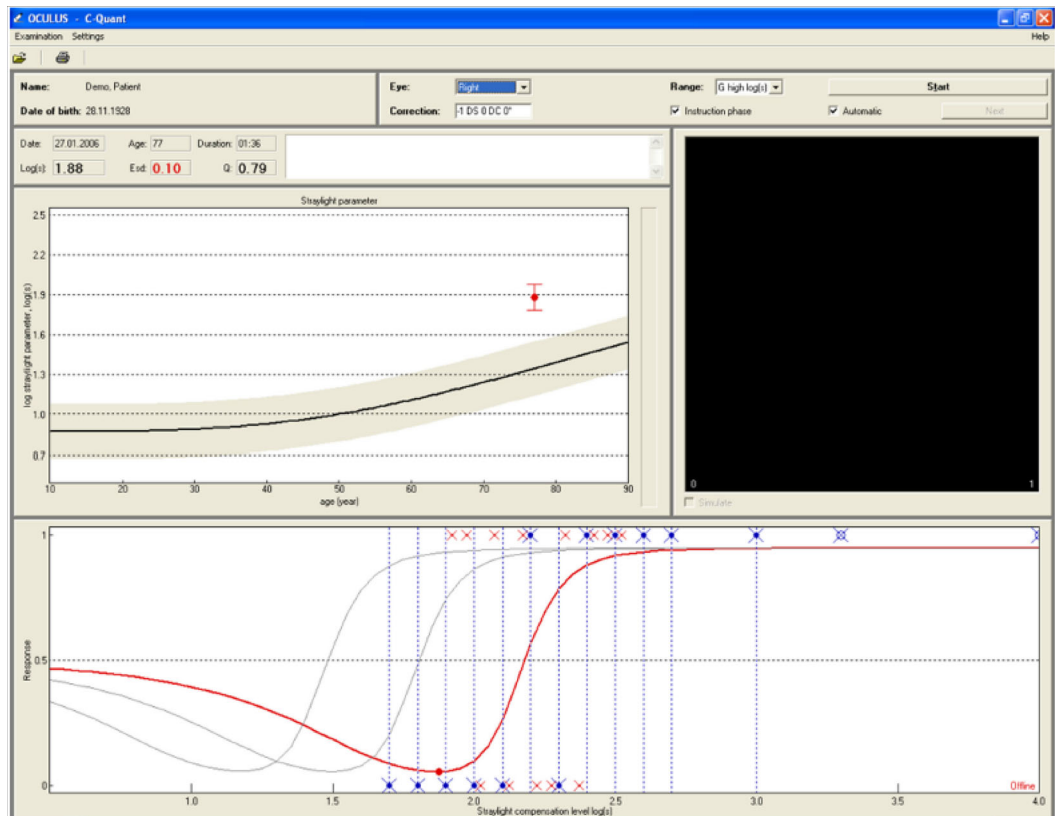 OCULUS - C-Quant
Examination Settings Help
Name: Demo, Patient Eye: Right Range: G high log(s) Start
Date of birth: 28.11.1928 Correction: -1 DS 0 DC 0° Instruction phase Automatic Next
Date: 27.01.2006 Age: 77 Duration: 01:36
Log(s): 1.88 Esd: 0.10 Q: 0.79
Straylight parameter
log straylight parameter, log(s)
2.5
2.2
1.9
1.6
1.3
1.0
0.7
10 20 30 40 50 60 70 80 90
age (year)
0 1
Simulate
Response
1
0.5
0
Offline
1.0 1.5 2.0 2.5 3.0 3.5 4.0
Straylight compensation level log(s)